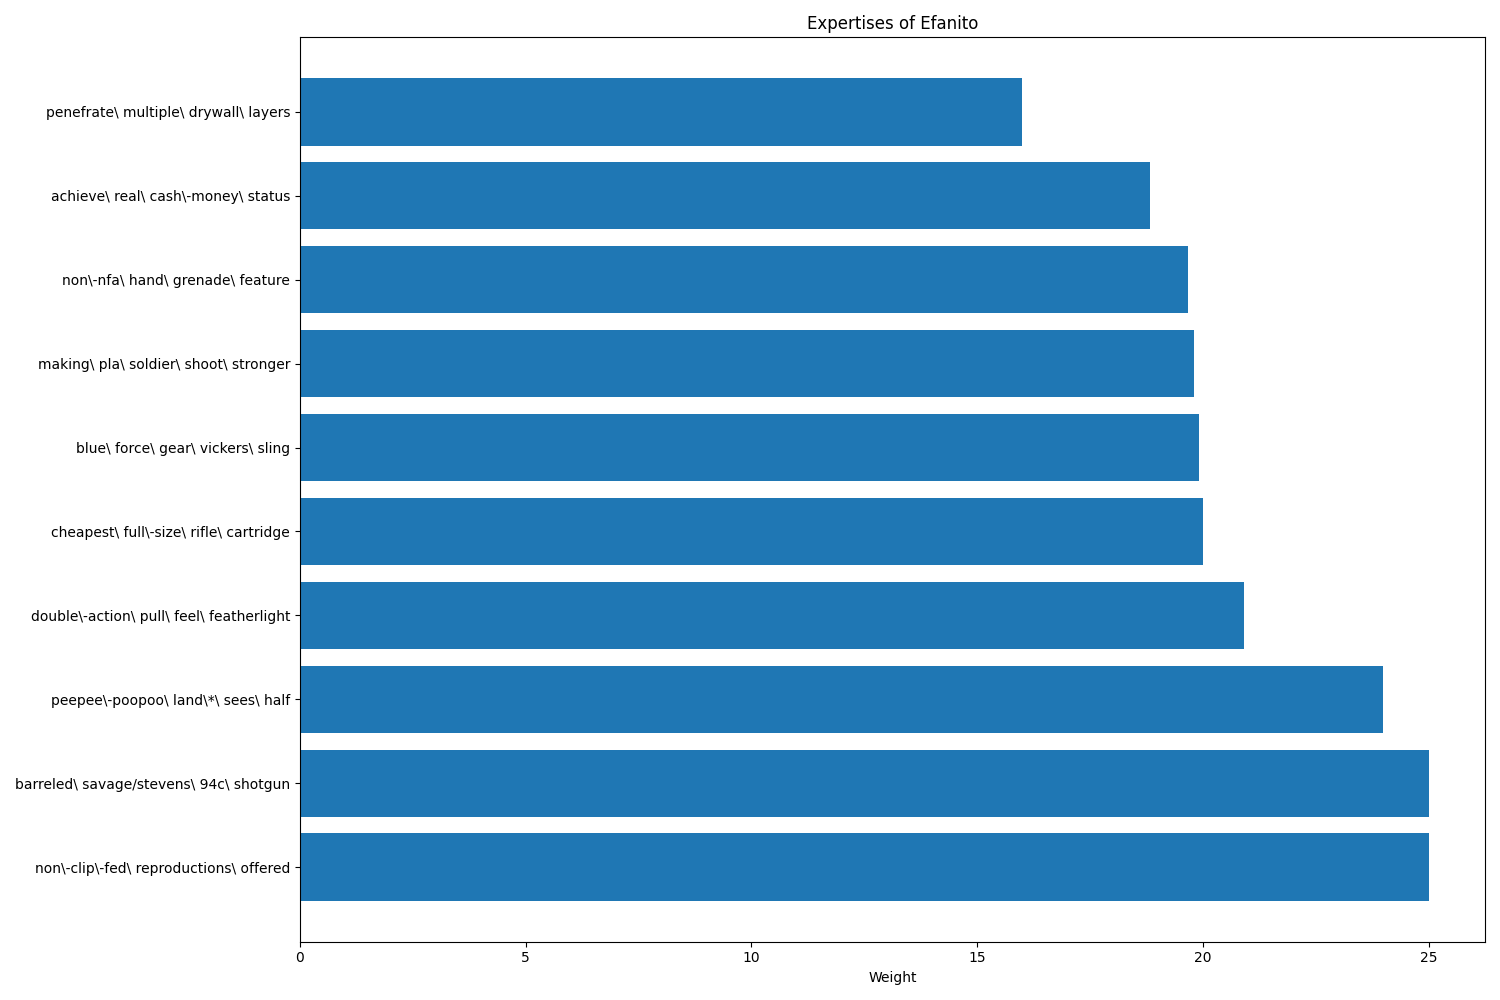 Expertises of Efanito
penefrate\ multiple\ drywall\ layers
achieve\ real\ cash\-money\ status
non\-nfa\ hand\ grenade\ feature
making\ pla\ soldier\ shoot\ stronger
blue\ force\ gear\ vickers\ sling
cheapest\ full\-size\ rifle\ cartridge
double\-action\ pull\ feel\ featherlight
peepee\-poopoo\ land\*\ sees\ half
barreled\ savage/stevens\ 94c\ shotgun
non\-clip\-fed\ reproductions\ offered
0 5 10 15 20 25
Weight